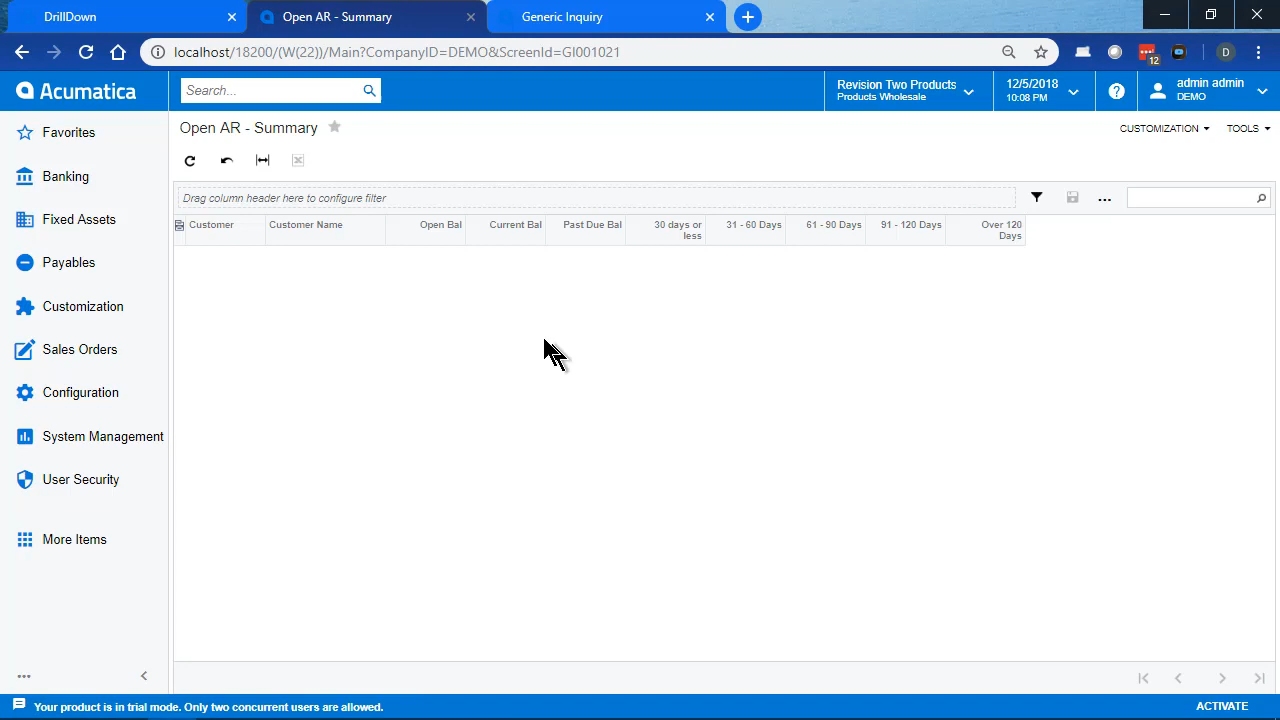 DrillDown
Open AR - Summary
Generic Inquiry
localhost/18200/(W(22))/Main?CompanyID=DEMO&ScreenId=GI001021
12
D
Acumatica
Search...
Revision Two Products
Products Wholesale
12/5/2018
10:08 PM
admin admin
DEMO
Favorites
Banking
Fixed Assets
Payables
Customization
Sales Orders
Configuration
System Management
User Security
More Items
Open AR - Summary
CUSTOMIZATION
TOOLS
Drag column header here to configure filter
Customer
Customer Name
Open Bal
Current Bal
Past Due Bal
30 days or
less
31 - 60 Days
61 - 90 Days
91 - 120 Days
Over 120
Days
Your product is in trial mode. Only two concurrent users are allowed.
ACTIVATE